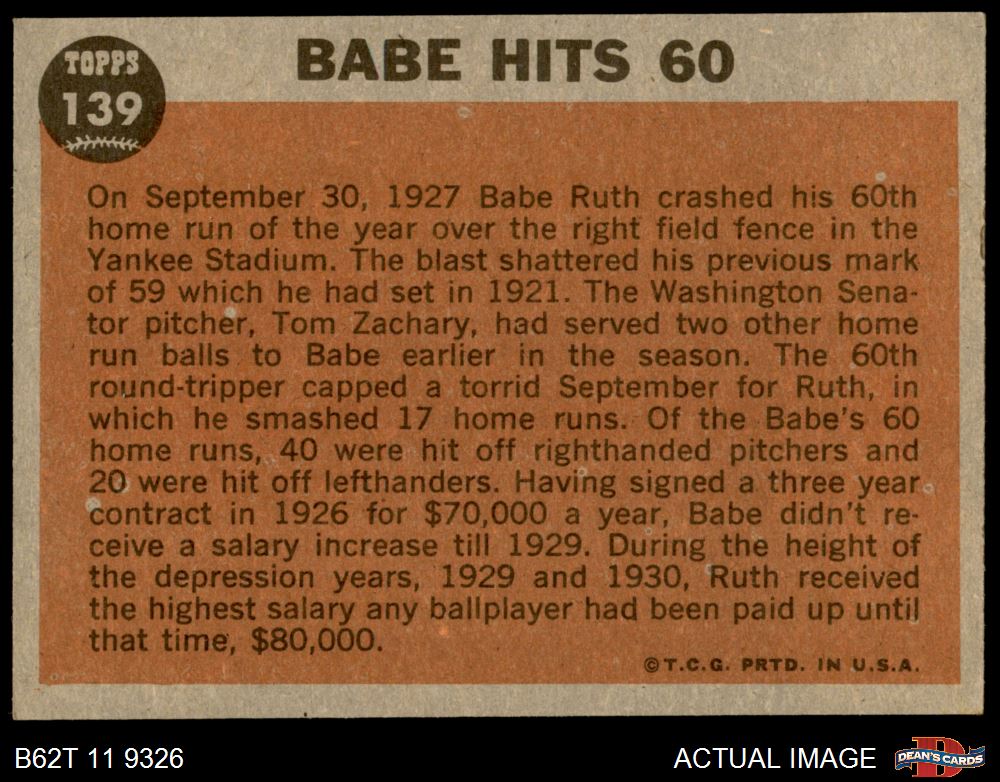 TOPPS
139
BABE HITS 60
On September 30, 1927 Babe Ruth crashed his 60th
home run of the year over the right field fence in the
Yankee Stadium. The blast shattered his previous mark
of 59 which he had set in 1921. The Washington Sena-
tor pitcher, Tom Zachary, had served two other home
run balls to Babe earlier in the season. The 60th
round-tripper capped a torrid September for Ruth, in
which he smashed 17 home runs. Of the Babe's 60
home runs, 40 were hit off righthanded pitchers and
20 were hit off lefthanders. Having signed a three year
contract in 1926 for $70,000 a year, Babe didn't re-
ceive a salary increase till 1929. During the height of
the depression years, 1929 and 1930, Ruth received
the highest salary any ballplayer had been paid up until
that time, $80,000.
©T.C.G. PRTD. IN U.S.A.
B62T 11 9326
ACTUAL IMAGE
D
DEAN'S CARDS